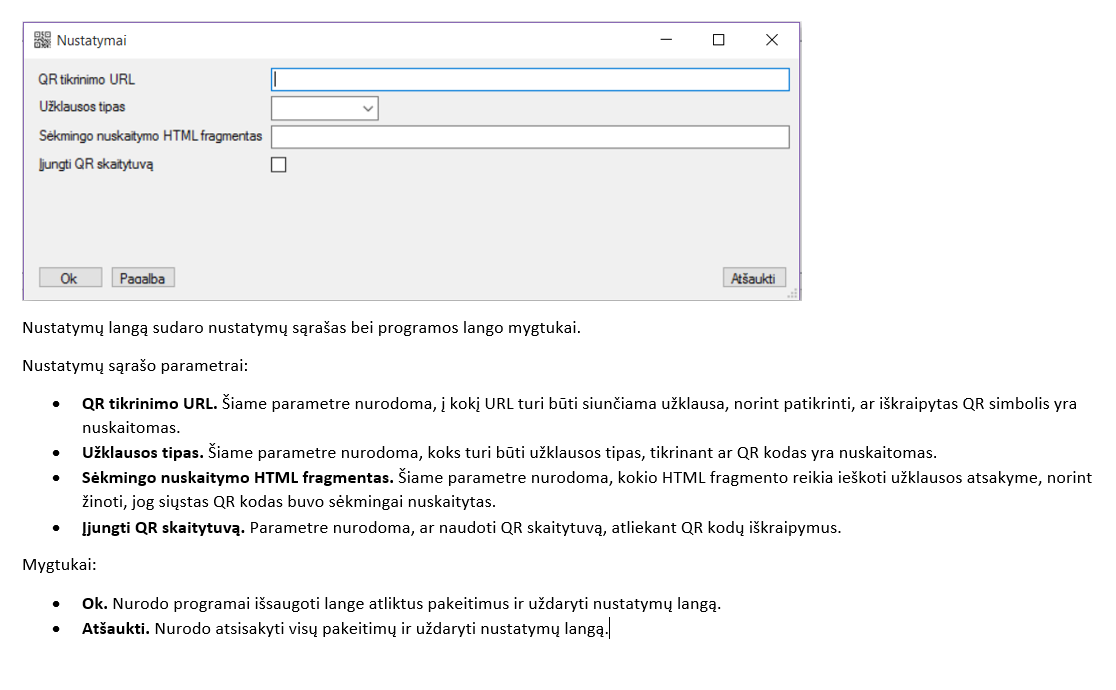 Nustatymai
QR tikrinimo URL
Užklausos tipas
Sėkmingo nuskaitymo HTML fragmentas
Įjungti QR skaitytuvą
Ok Pagalba Atšaukti
Nustatymų langą sudaro nustatymų sąrašas bei programos lango mygtukai.
Nustatymų sąrašo parametrai:
• QR tikrinimo URL. Šiame parametre nurodoma, į kokį URL turi būti siunčiama užklausa, norint patikrinti, ar iškraipytas QR simbolis yra
nuskaitomas.
• Užklausos tipas. Šiame parametre nurodoma, koks turi būti užklausos tipas, tikrinant ar QR kodas yra nuskaitomas.
• Sėkmingo nuskaitymo HTML fragmentas. Šiame parametre nurodoma, kokio HTML fragmento reikia ieškoti užklausos atsakyme, norint
žinoti, jog siųstas QR kodas buvo sėkmingai nuskaitytas.
• Įjungti QR skaitytuvą. Parametre nurodoma, ar naudoti QR skaitytuvą, atliekant QR kodų iškraipymus.
Mygtukai:
• Ok. Nurodo programai išsaugoti lange atliktus pakeitimus ir uždaryti nustatymų langą.
• Atšaukti. Nurodo atsisakyti visų pakeitimų ir uždaryti nustatymų langą.